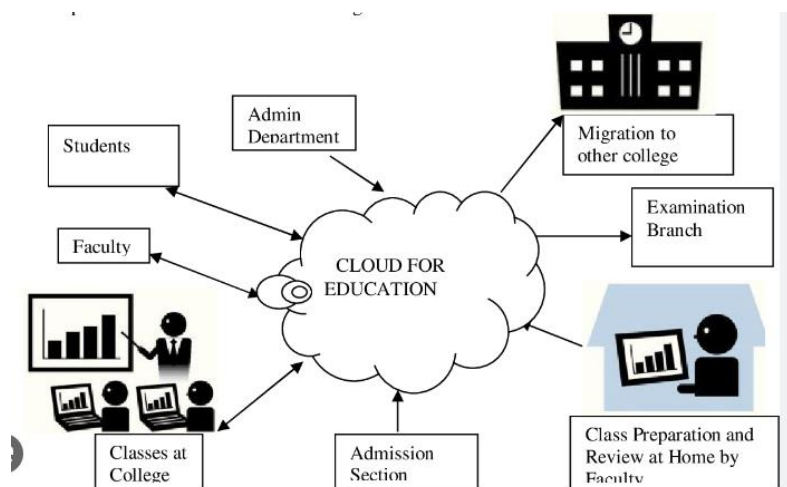 Admin
Department
Students
Migration to
other college
Examination
Branch
Faculty
CLOUD FOR
EDUCATION
Classes at
College
Admission
Section
Class Preparation and
Review at Home by
Faculty